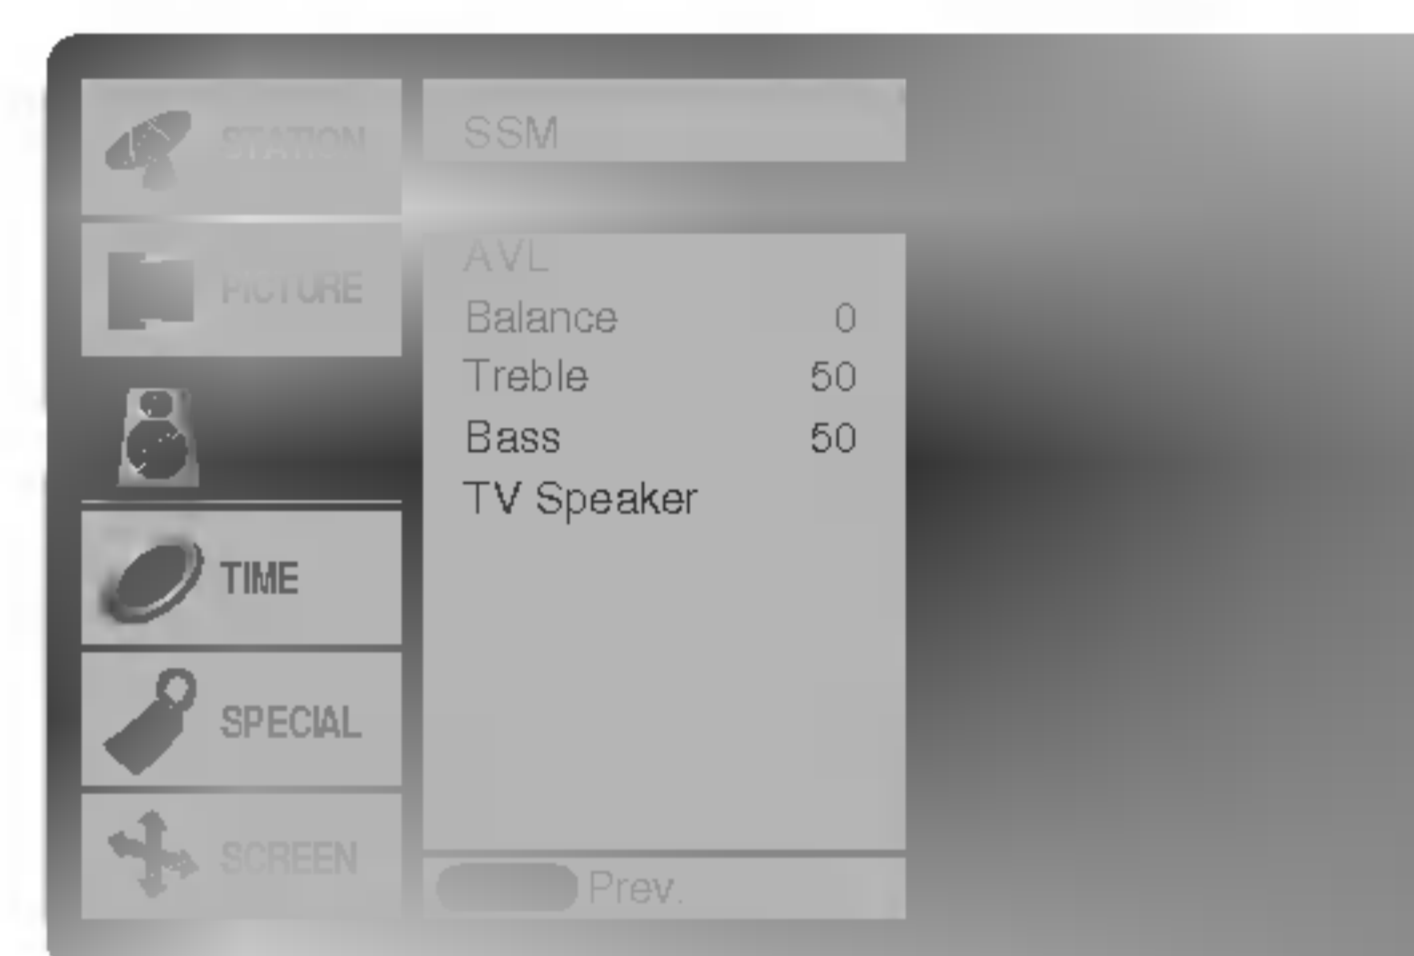 STATION
PICTURE
TIME
SPECIAL
SCREEN
SSM
AVL
Balance 0
Treble 50
Bass 50
TV Speaker
Prev.